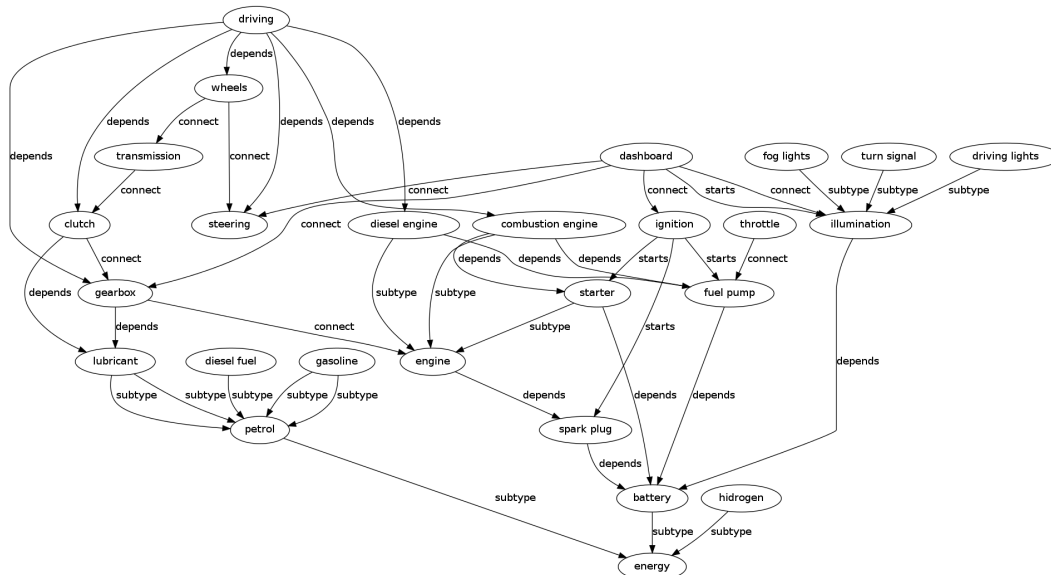 driving
depends
wheels
connect
depends
depends
depends
depends
depends
transmission
connect
dashboard
fog lights
turn signal
driving lights
connect
connect
starts
connect
subtype
subtype
subtype
connect
clutch
steering
diesel engine
combustion engine
ignition
throttle
illumination
connect
depends
connect
subtype
depends
subtype
depends
depends
starts
starts
connect
gearbox
starter
fuel pump
depends
connect
subtype
starts
depends
lubricant
diesel fuel
gasoline
engine
subtype
subtype
subtype
subtype
subtype
depends
depends
depends
petrol
spark plug
depends
subtype
battery
hidrogen
subtype
subtype
energy